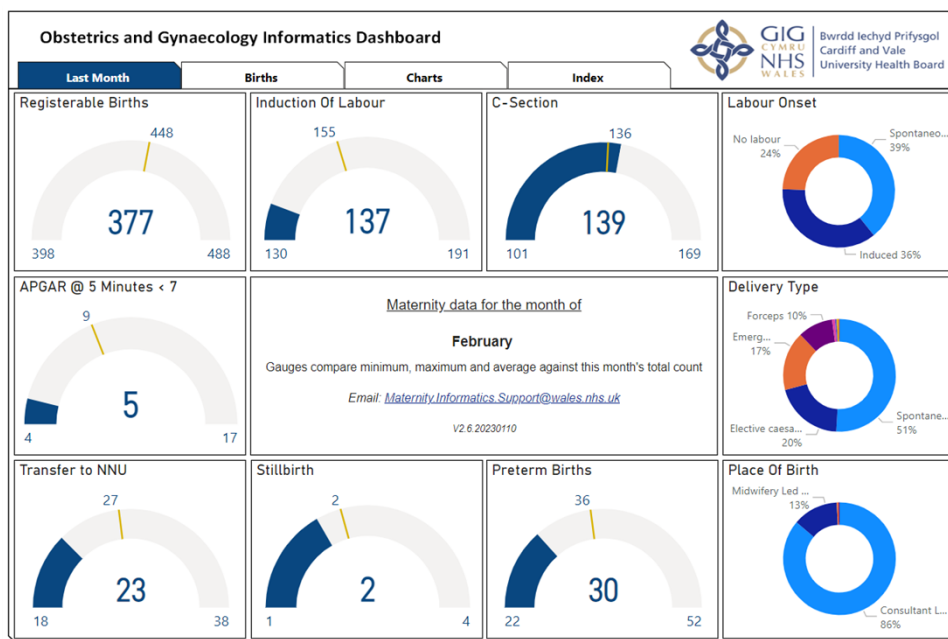 Obstetrics and Gynaecology Informatics Dashboard
GIG
CYMRU
NHS
WALES
Bwrdd Iechyd Prifysgol
Cardiff and Vale
University Health Board
Last Month
Births
Charts
Index
Registerable Births
448
377
398
488
Induction Of Labour
155
137
130
191
C-Section
136
139
101
169
Labour Onset
No labour
24%
Spontaneo...
39%
Induced 36%
APGAR @ 5 Minutes < 7
9
5
4
17
Maternity data for the month of
February
Gauges compare minimum, maximum and average against this month's total count
Email: Maternity.Informatics.Support@wales.nhs.uk
V2.6.20230110
Delivery Type
Forceps 10%
Emerg...
17%
Elective caesa...
20%
Spontane...
51%
Transfer to NNU
27
23
18
38
Stillbirth
2
2
1
4
Preterm Births
36
30
22
52
Place Of Birth
Midwifery Led ...
13%
Consultant L...
86%